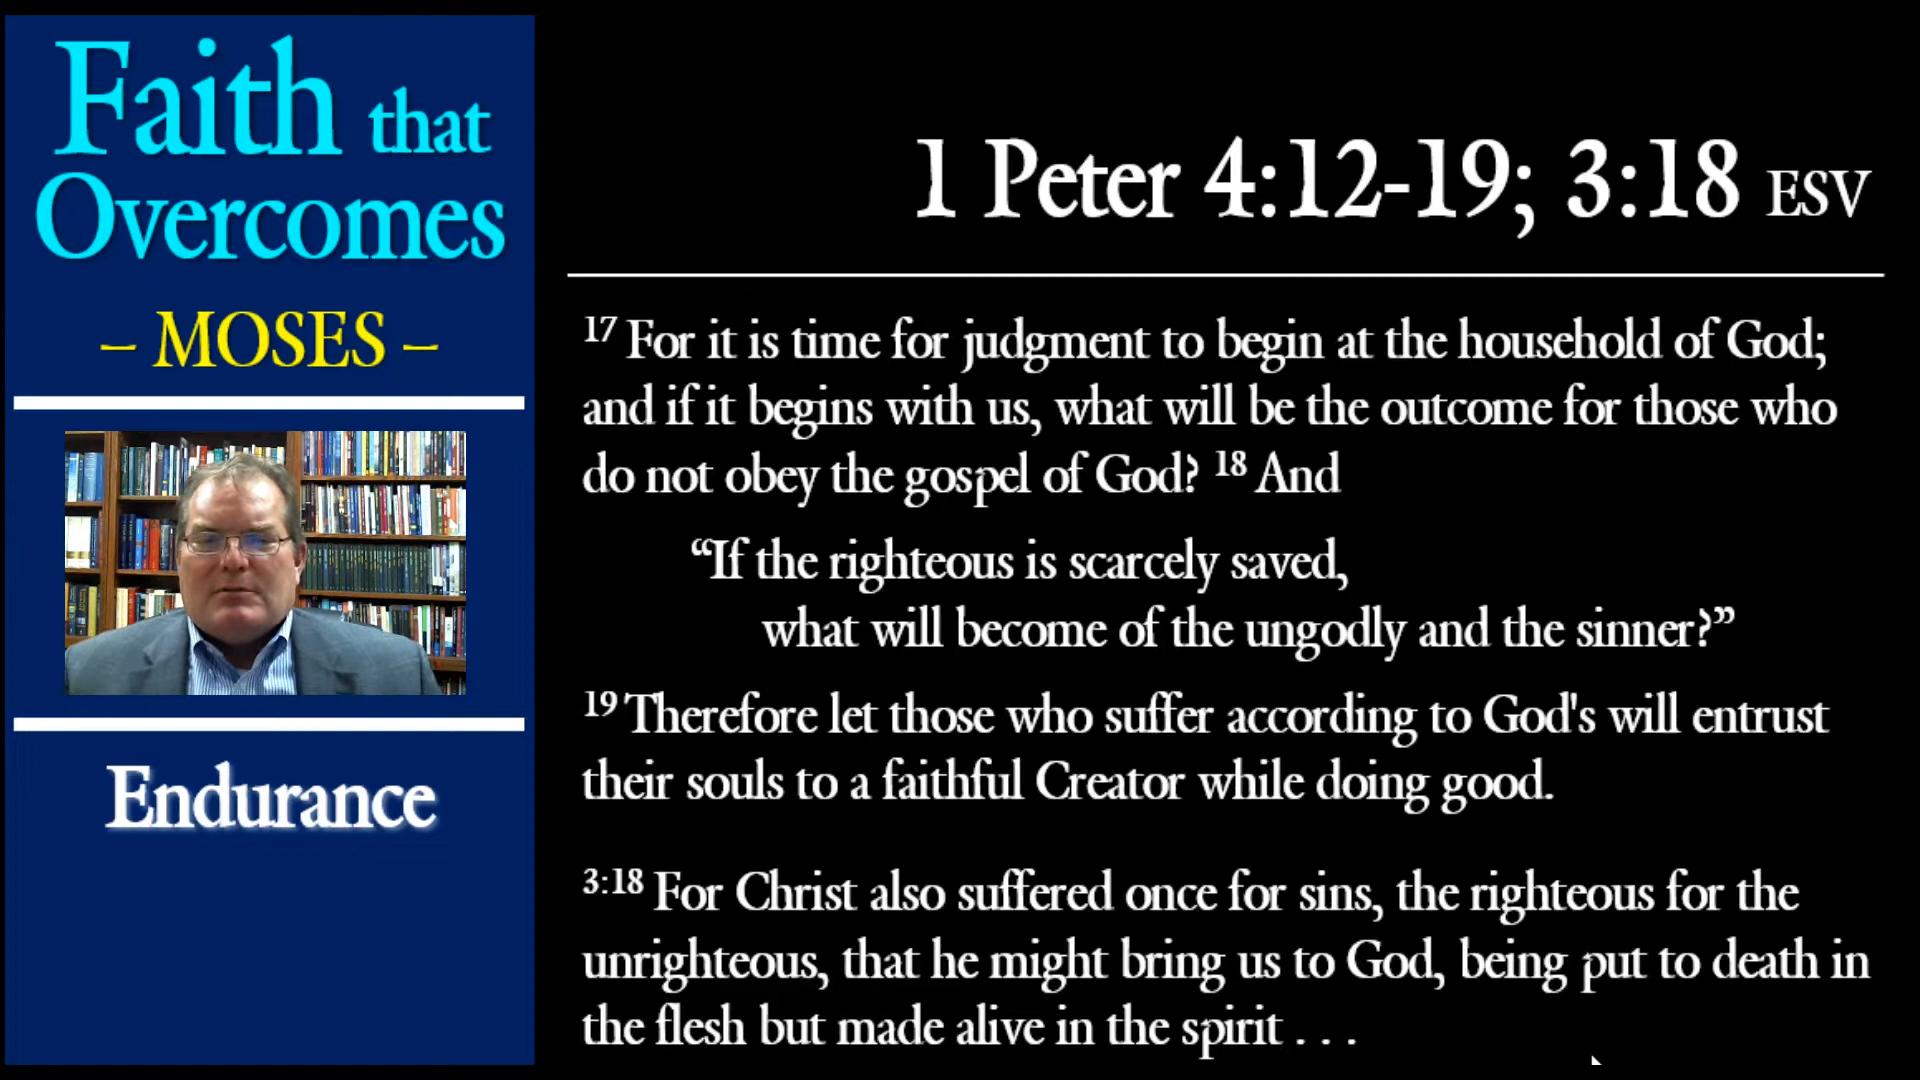 Faith that
Overcomes
– MOSES –
Endurance
1 Peter 4:12-19; 3:18 ESV
17 For it is time for judgment to begin at the household of God;
and if it begins with us, what will be the outcome for those who
do not obey the gospel of God? 18 And
“If the righteous is scarcely saved,
what will become of the ungodly and the sinner?”
19 Therefore let those who suffer according to God's will entrust
their souls to a faithful Creator while doing good.
3:18 For Christ also suffered once for sins, the righteous for the
unrighteous, that he might bring us to God, being put to death in
the flesh but made alive in the spirit . . .